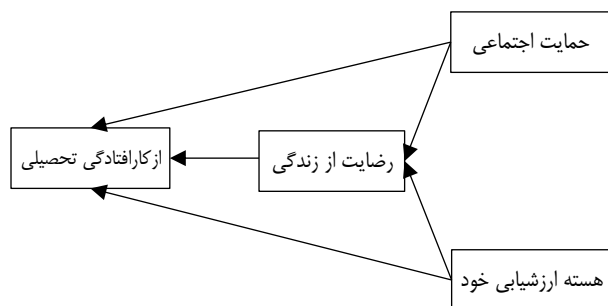 حمایت اجتماعی
رضایت از زندگی
ازکارافتادگی تحصیلی
هسته ارزشیابی خود